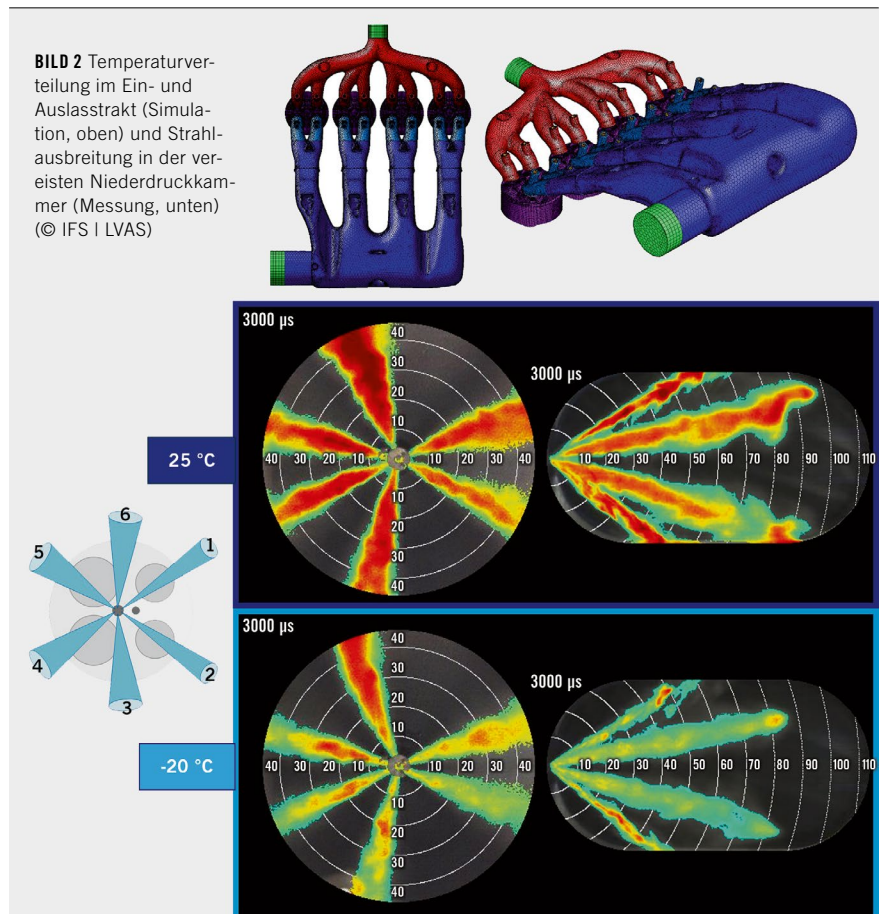 BILD 2 Temperaturver-
teilung im Ein- und
Auslasstrakt (Simula-
tion, oben) und Strahl-
ausbreitung in der ver-
eisten Niederdruckkam-
mer (Messung, unten)
(© IFS | LVAS)
3000 µs
40
30
20
10
40 30 20 10 10 20 30 40
10
20
30
40
3000 µs
10 20 30 40 50 60 70 80 90 100 110
25 °C
6
5 1
4 2
3
-20 °C
3000 µs
40
30
20
10
40 30 20 10 10 20 30 40
10
20
30
40
3000 µs
10 20 30 40 50 60 70 80 90 100 110